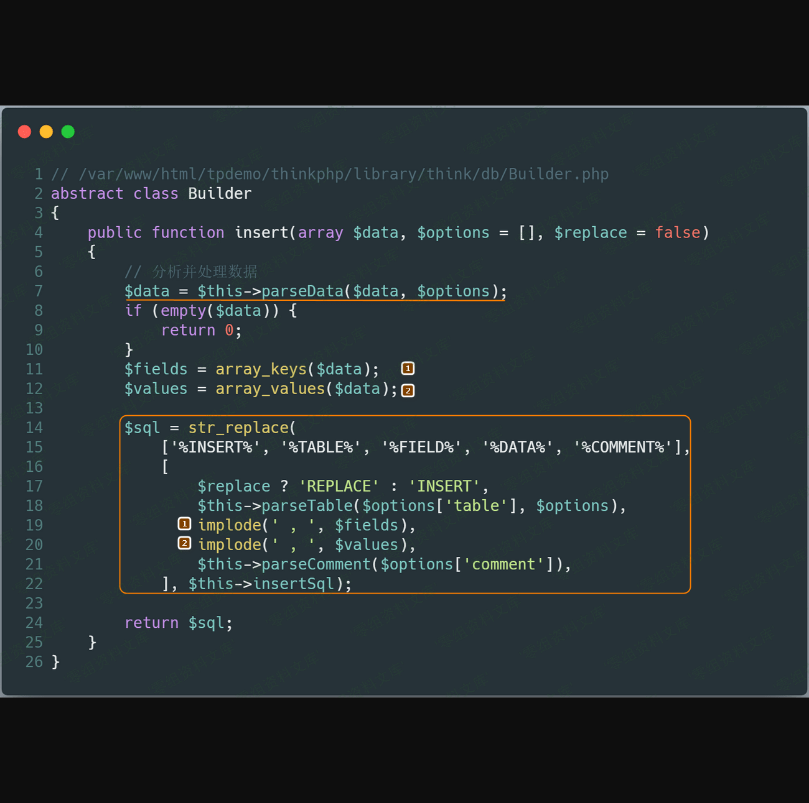 1 // /var/www/html/tpdemo/thinkphp/library/think/db/Builder.php
2 abstract class Builder
3 {
4     public function insert(array $data, $options = [], $replace = false)
5     {
6         // 分析并处理数据
7         $data = $this->parseData($data, $options);
8         if (empty($data)) {
9             return 0;
10         }
11         $fields = array_keys($data); 1
12         $values = array_values($data); 2
13
14         $sql = str_replace(
15             ['%INSERT%', '%TABLE%', '%FIELD%', '%DATA%', '%COMMENT%'],
16             [
17                 $replace ? 'REPLACE' : 'INSERT',
18                 $this->parseTable($options['table'], $options),
19               1 implode(' , ', $fields),
20               2 implode(' , ', $values),
21                 $this->parseComment($options['comment']),
22             ], $this->insertSql);
23
24         return $sql;
25     }
26 }